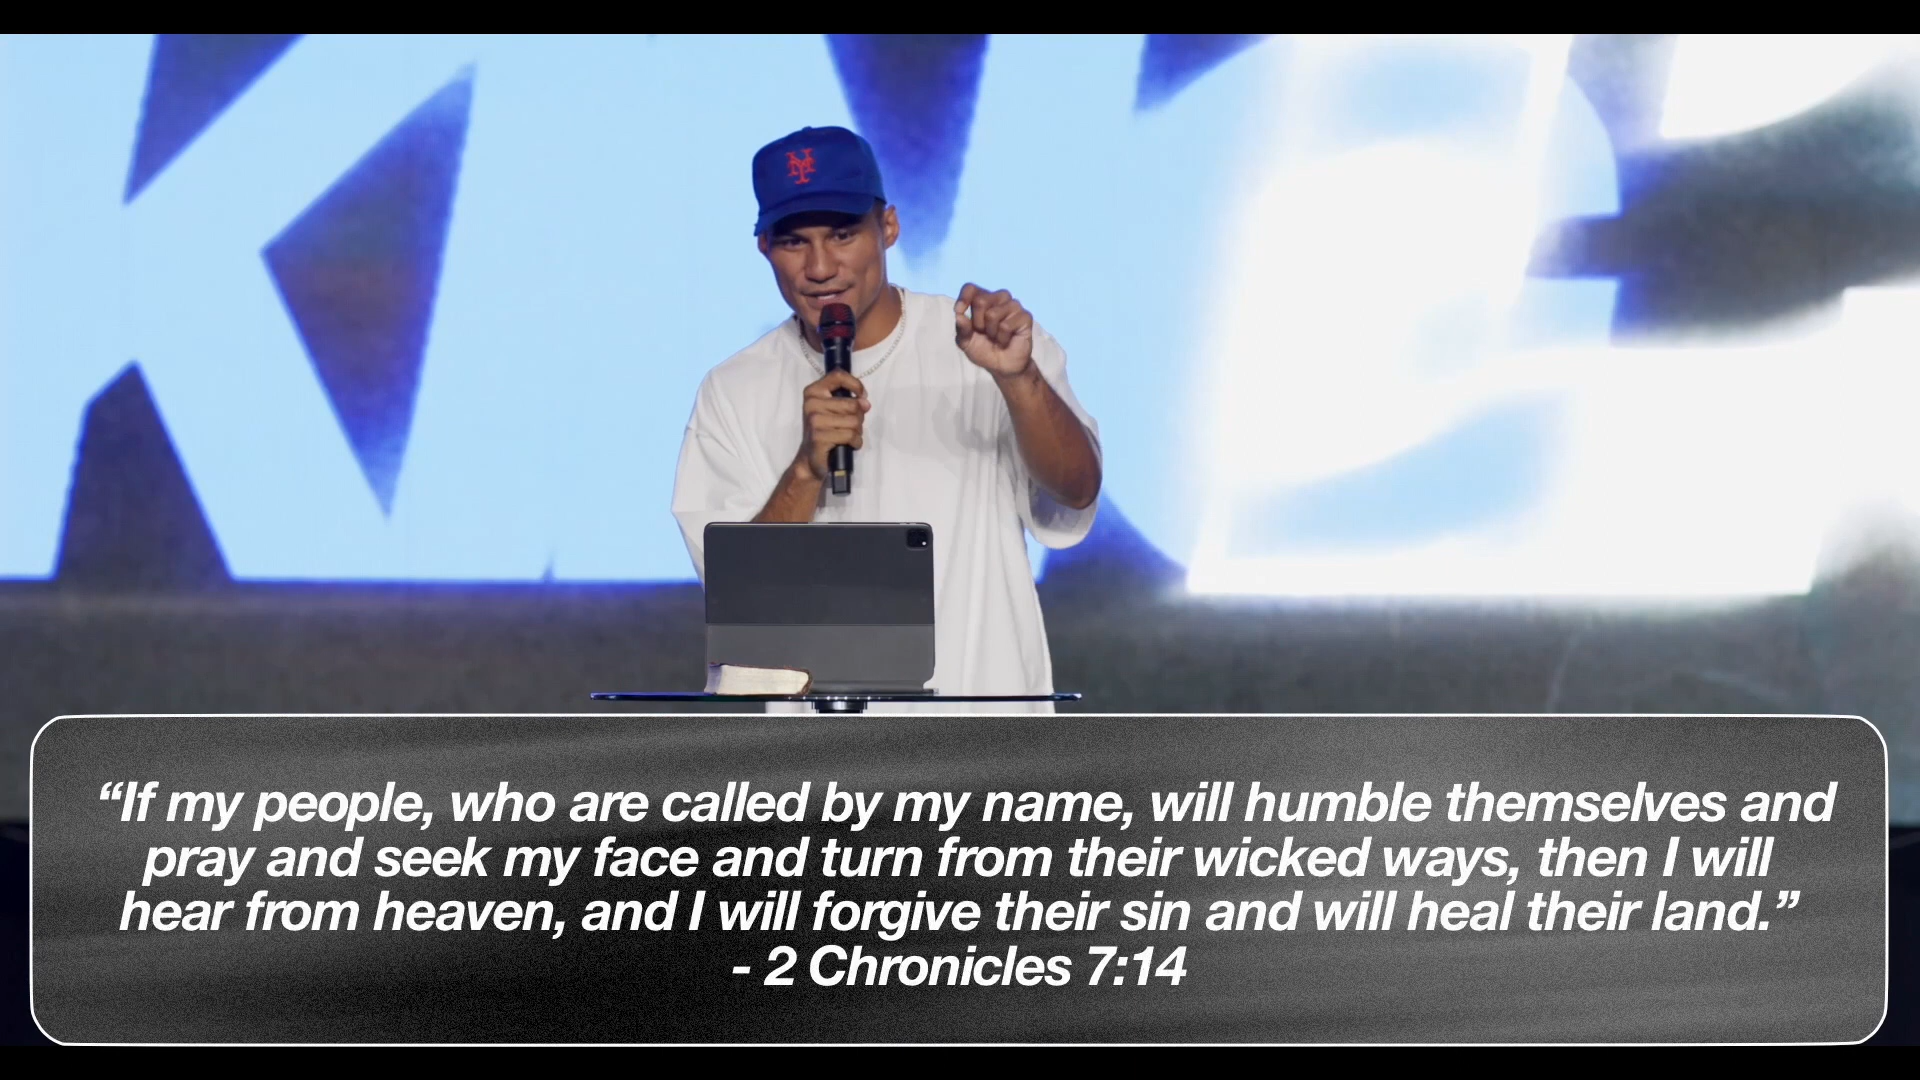 NY
“If my people, who are called by my name, will humble themselves and
pray and seek my face and turn from their wicked ways, then I will
hear from heaven, and I will forgive their sin and will heal their land.”
- 2 Chronicles 7:14